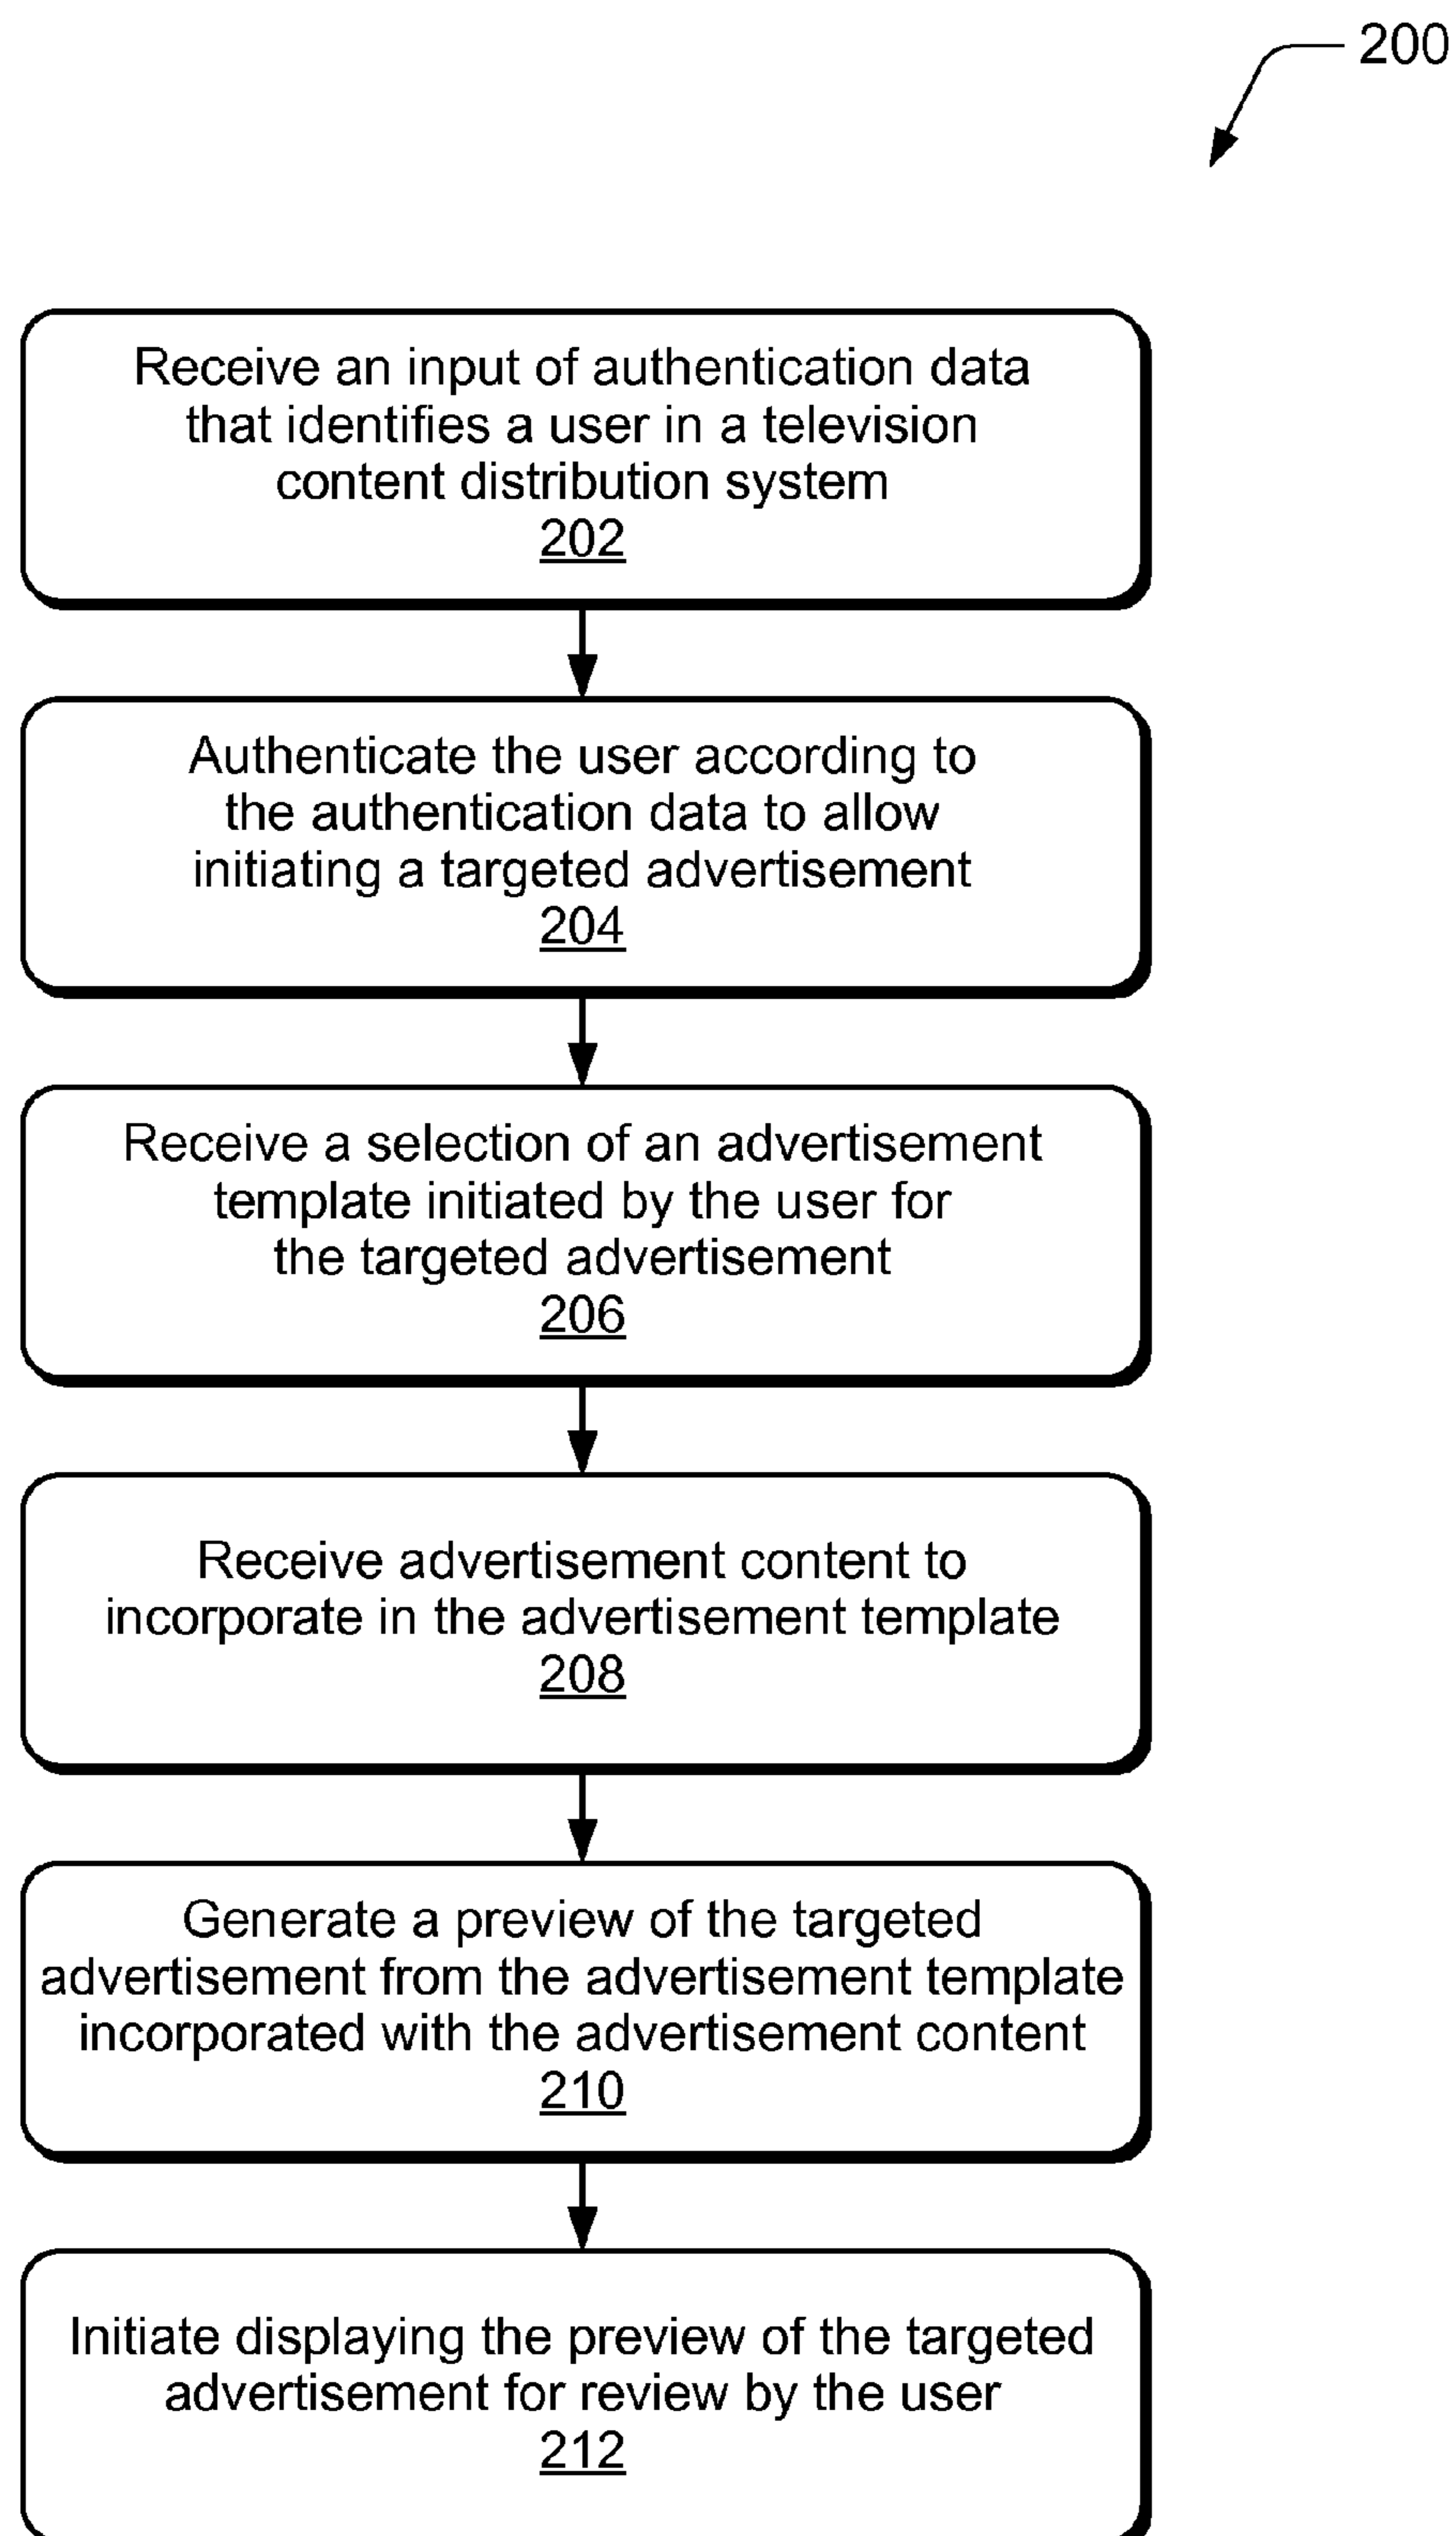 200
Receive an input of authentication data
that identifies a user in a television
content distribution system
202
Authenticate the user according to
the authentication data to allow
initiating a targeted advertisement
204
Receive a selection of an advertisement
template initiated by the user for
the targeted advertisement
206
Receive advertisement content to
incorporate in the advertisement template
208
Generate a preview of the targeted
advertisement from the advertisement template
incorporated with the advertisement content
210
Initiate displaying the preview of the targeted
advertisement for review by the user
212